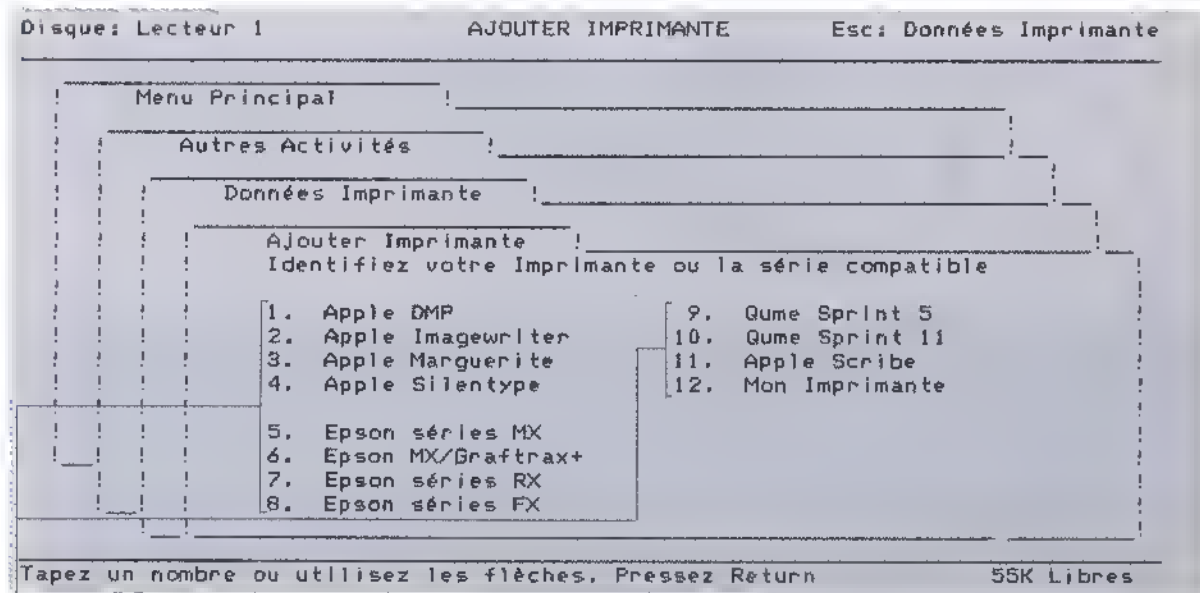 Disque: Lecteur 1 AJOUTER IMPRIMANTE Esc: Données Imprimante
Menu Principal
Autres Activités
Données Imprimante
Ajouter Imprimante
Identifiez votre Imprimante ou la série compatible
1. Apple DMP
2. Apple Imagewriter
3. Apple Marguerite
4. Apple Silentype
5. Epson séries MX
6. Epson MX/Graftrax+
7. Epson séries RX
8. Epson séries FX
9. Qume Sprint 5
10. Qume Sprint 11
11. Apple Scribe
12. Mon Imprimante
Tapez un nombre ou utilisez les flèches. Pressez Return 55K Libres